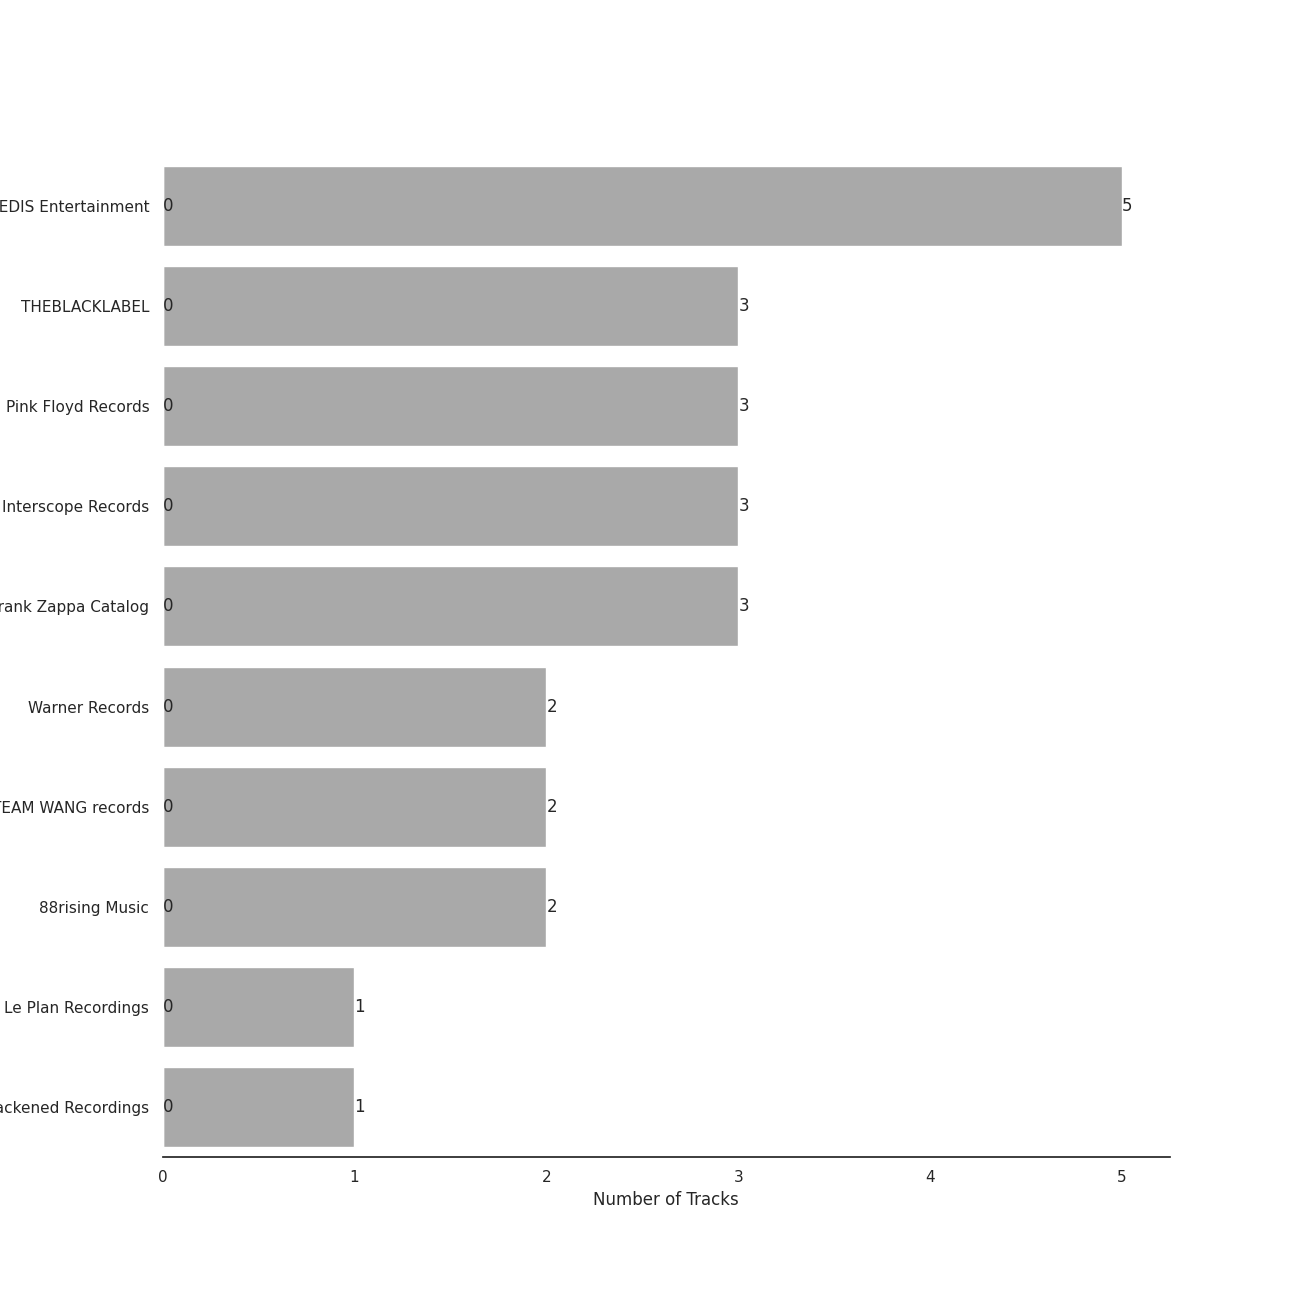 EDIS Entertainment 0 5
THEBLACKLABEL 0 3
Pink Floyd Records 0 3
Interscope Records 0 3
rank Zappa Catalog 0 3
Warner Records 0 2
TEAM WANG records 0 2
88rising Music 0 2
Le Plan Recordings 0 1
ackened Recordings 0 1
0 1 2 3 4 5
Number of Tracks